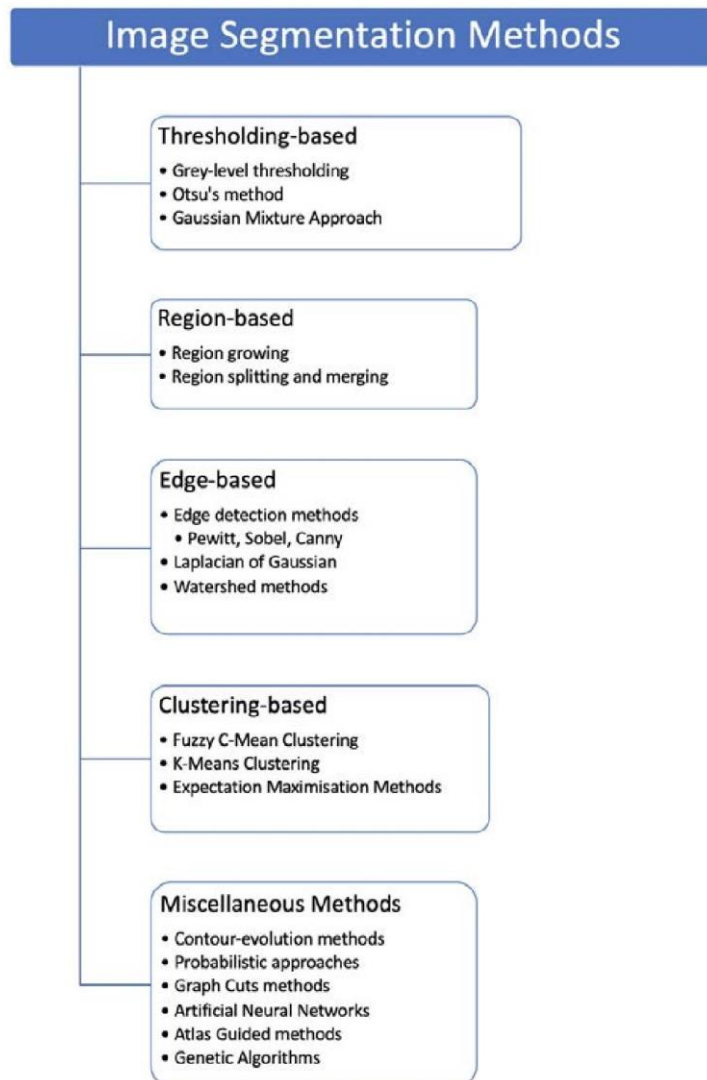 Image Segmentation Methods
Thresholding-based
• Grey-level thresholding
• Otsu's method
• Gaussian Mixture Approach
Region-based
• Region growing
• Region splitting and merging
Edge-based
• Edge detection methods
• Pewitt, Sobel, Canny
• Laplacian of Gaussian
• Watershed methods
Clustering-based
• Fuzzy C-Mean Clustering
• K-Means Clustering
• Expectation Maximisation Methods
Miscellaneous Methods
• Contour-evolution methods
• Probabilistic approaches
• Graph Cuts methods
• Artificial Neural Networks
• Atlas Guided methods
• Genetic Algorithms